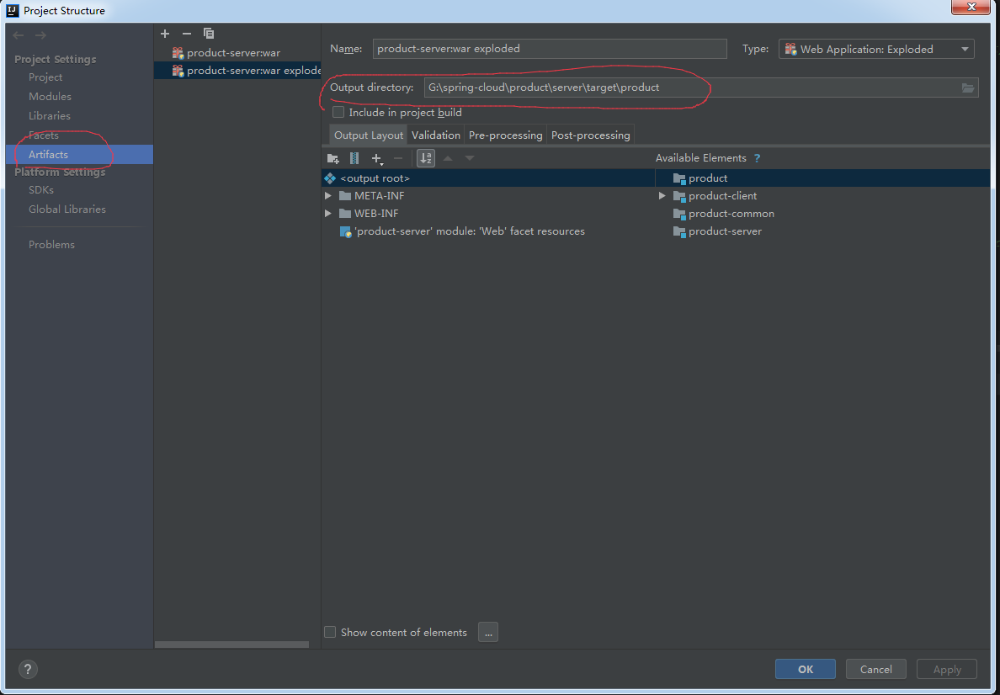 Project Structure
Project Settings
Project
Modules
Libraries
Facets
Artifacts
Platform Settings
SDKs
Global Libraries
Problems
product-server:war
product-server:war explode
Name: product-server:war exploded Type: Web Application: Exploded
Output directory: G:\spring-cloud\product\server\target\product
Include in project build
Output Layout Validation Pre-processing Post-processing
Available Elements ?
<output root>
META-INF
WEB-INF
'product-server' module: 'Web' facet resources
product
product-client
product-common
product-server
Show content of elements ...
? OK Cancel Apply